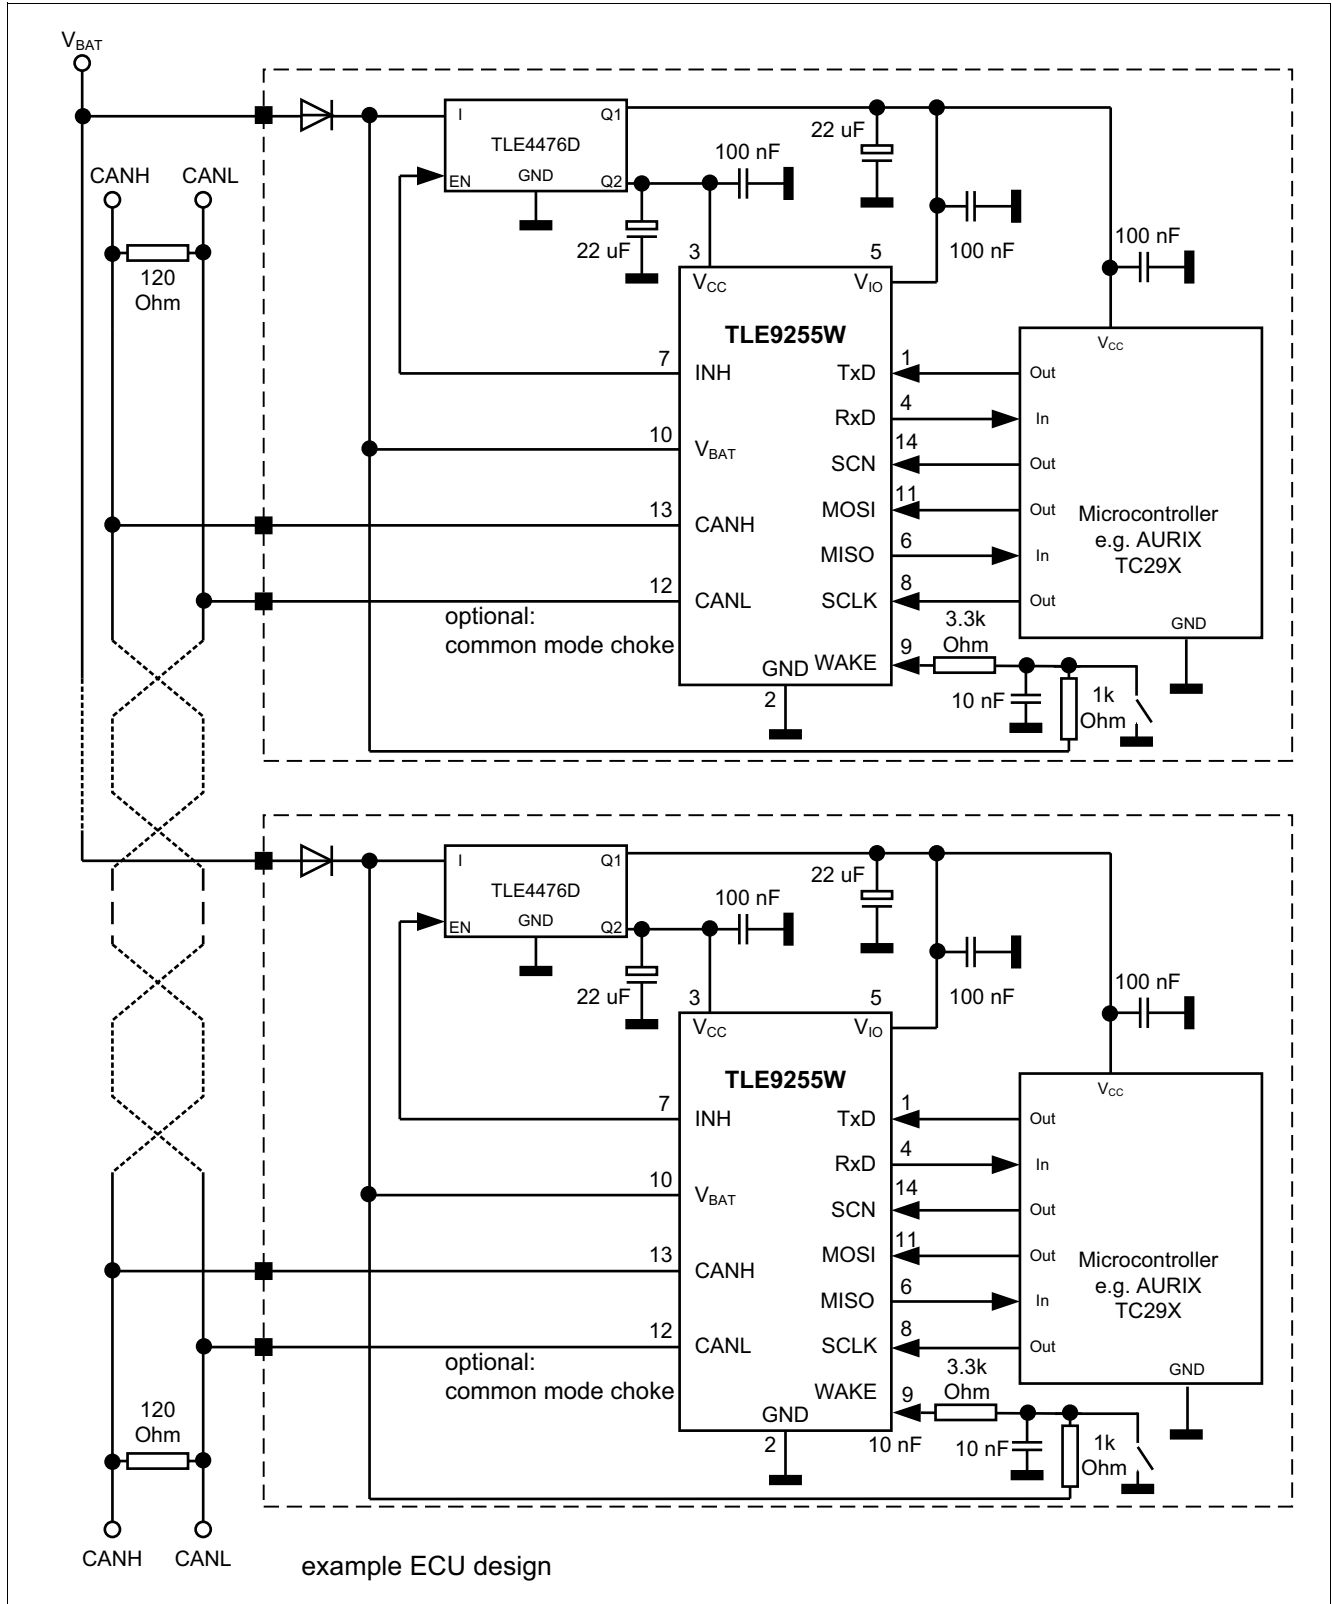 VBAT
CANH CANL
120
Ohm
I Q1
TLE4476D
EN GND Q2
22 uF
100 nF
22 uF
100 nF
100 nF
3 5
VCC VIO
TLE9255W
7 INH TxD 1 Out
RxD 4 In
10 VBAT SCN 14 Out
13 CANH MOSI 11 Out
MISO 6 In
12 CANL SCLK 8 Out
VCC
Microcontroller
e.g. AURIX
TC29X
GND
optional:
common mode choke
GND WAKE 9
2
3.3k
Ohm
10 nF
1k
Ohm
I Q1
TLE4476D
EN GND Q2
22 uF
100 nF
22 uF
100 nF
100 nF
3 5
VCC VIO
TLE9255W
7 INH TxD 1 Out
RxD 4 In
10 VBAT SCN 14 Out
13 CANH MOSI 11 Out
MISO 6 In
12 CANL SCLK 8 Out
VCC
Microcontroller
e.g. AURIX
TC29X
GND
optional:
common mode choke
WAKE 9
GND
2
3.3k
Ohm
10 nF
10 nF
1k
Ohm
120
Ohm
CANH CANL
example ECU design